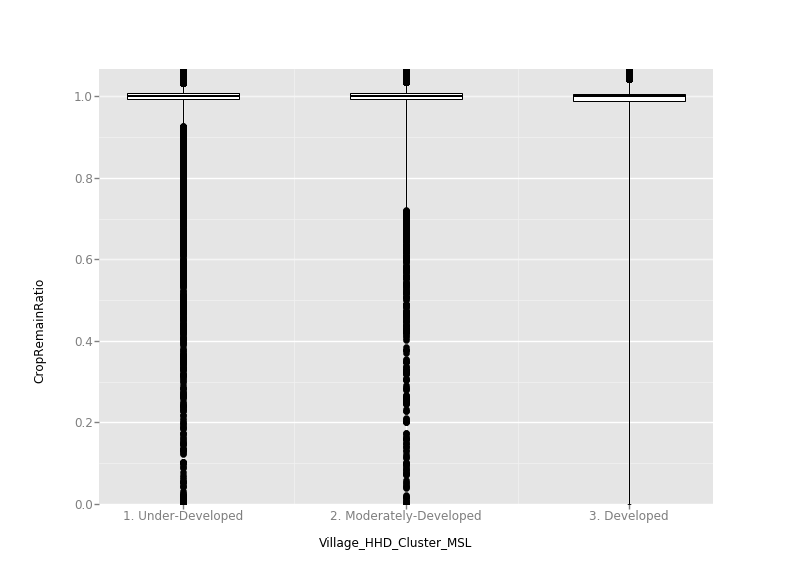 1.0
0.8
0.6
0.4
0.2
0.0
CropRemainRatio
1. Under-Developed
2. Moderately-Developed
3. Developed
Village_HHD_Cluster_MSL